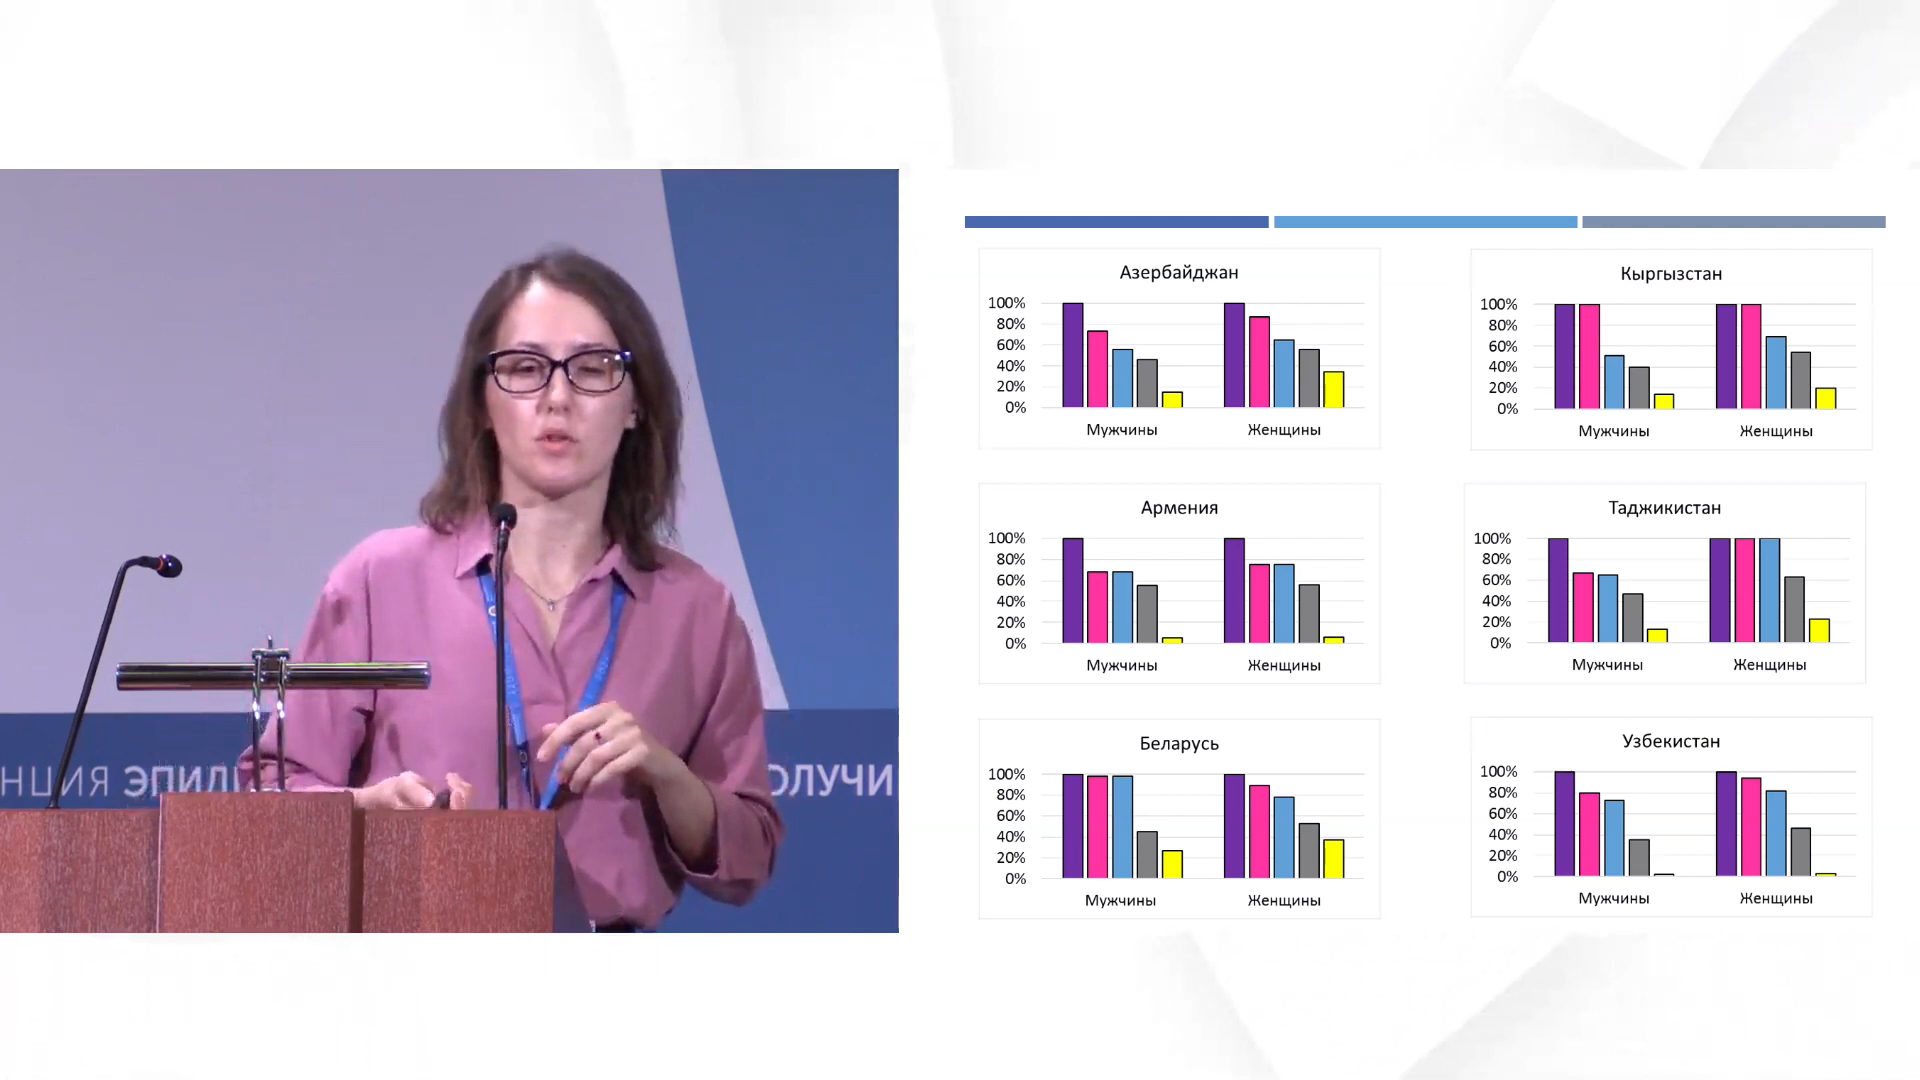 НЦИЯ ЭПИД
ОЛУЧИ
Азербайджан
100%
80%
60%
40%
20%
0%
Мужчины Женщины
Кыргызстан
100%
80%
60%
40%
20%
0%
Мужчины Женщины
Армения
100%
80%
60%
40%
20%
0%
Мужчины Женщины
Таджикистан
100%
80%
60%
40%
20%
0%
Мужчины Женщины
Беларусь
100%
80%
60%
40%
20%
0%
Мужчины Женщины
Узбекистан
100%
80%
60%
40%
20%
0%
Мужчины Женщины